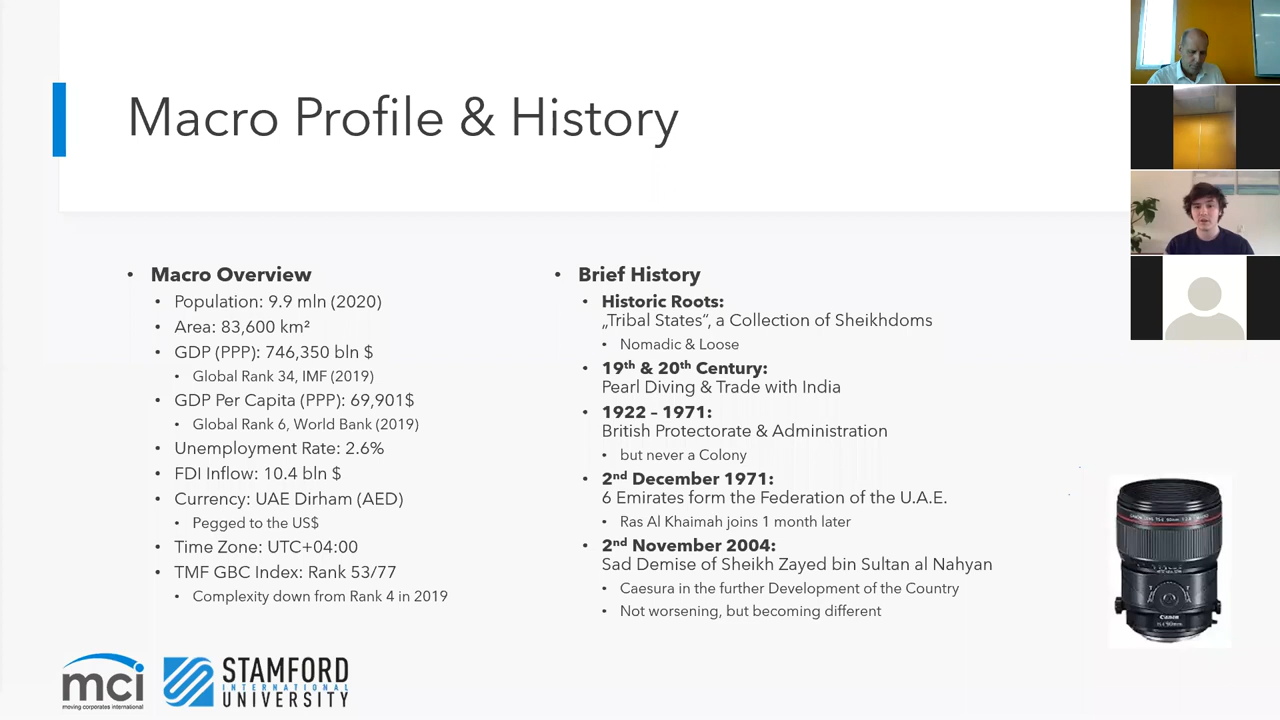 Macro Profile & History
• Macro Overview
• Population: 9.9 mln (2020)
• Area: 83,600 km²
• GDP (PPP): 746,350 bln $
• Global Rank 34, IMF (2019)
• GDP Per Capita (PPP): 69,901$
• Global Rank 6, World Bank (2019)
• Unemployment Rate: 2.6%
• FDI Inflow: 10.4 bln $
• Currency: UAE Dirham (AED)
• Pegged to the US$
• Time Zone: UTC+04:00
• TMF GBC Index: Rank 53/77
• Complexity down from Rank 4 in 2019
• Brief History
• Historic Roots:
„Tribal States“, a Collection of Sheikhdoms
• Nomadic & Loose
• 19th & 20th Century:
Pearl Diving & Trade with India
• 1922 – 1971:
British Protectorate & Administration
• but never a Colony
• 2nd December 1971:
6 Emirates form the Federation of the U.A.E.
• Ras Al Khaimah joins 1 month later
• 2nd November 2004:
Sad Demise of Sheikh Zayed bin Sultan al Nahyan
• Caesura in the further Development of the Country
• Not worsening, but becoming different
Canon
mci
moving corporates international
STAMFORD
INTERNATIONAL
UNIVERSITY